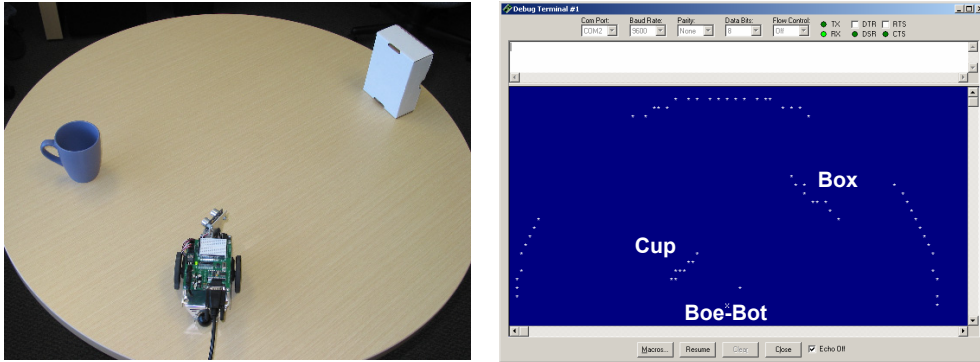 Debug Terminal #1
Com Port: Baud Rate: Parity: Data Bits: Flow Control:
COM2 9600 None 8 Off
TX DTR RTS
RX DSR CTS
Box
Cup
Boe-Bot
Macros... Resume Clear Close Echo Off